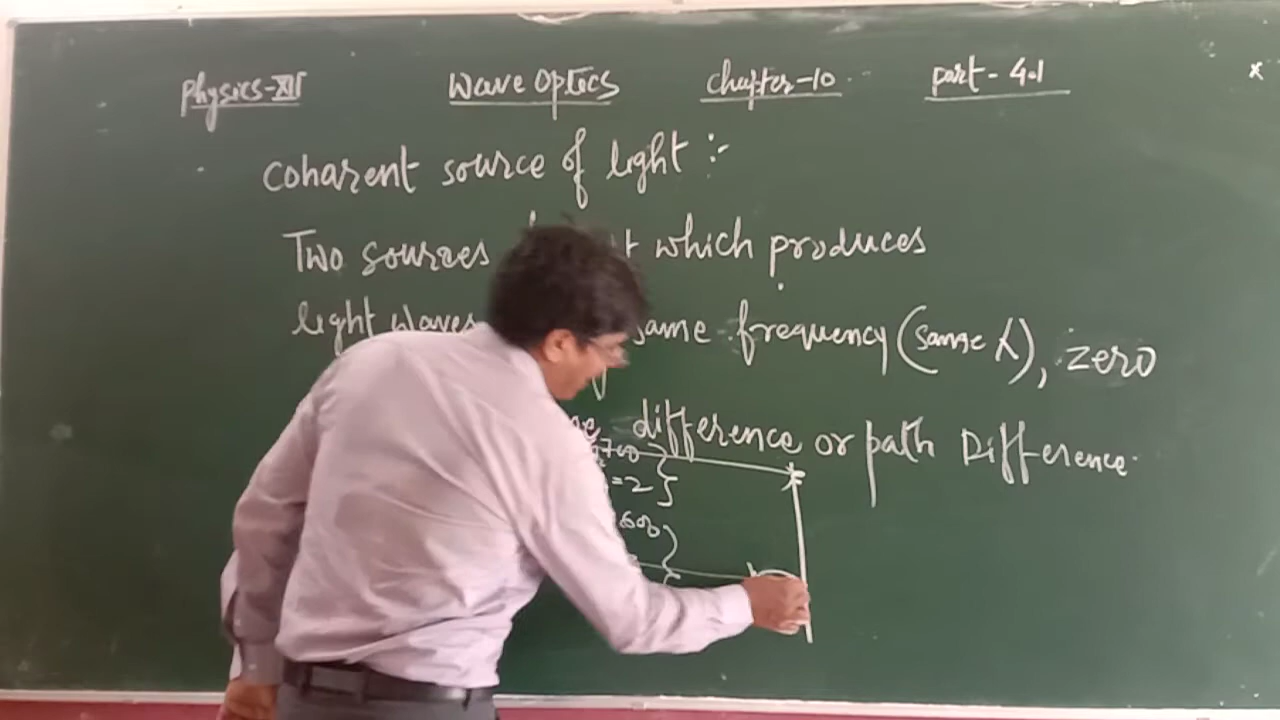 Physics-XII Wave Optics Chapter-10 part-4.1
Coharent source of light :-
Two sources which produces
light waves same frequency (same λ), zero
difference or path Difference.
=2}